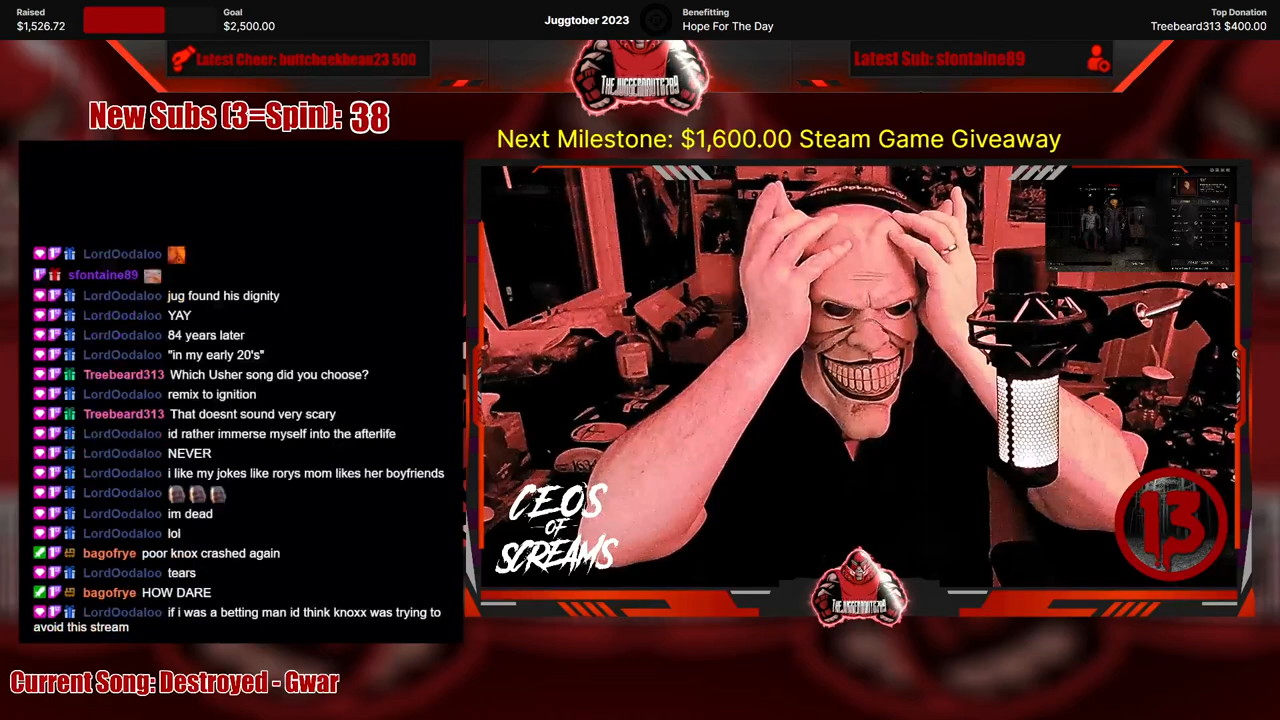 Raised
$1,526.72
Goal
$2,500.00
Juggtober 2023
Benefitting
Hope For The Day
Top Donation
Treebeard313 $400.00
Latest Cheer: buttcheekbeau23 500
THEJUGGERNAUT6789
Latest Sub: sfontaine89
New Subs (3=Spin): 38
Next Milestone: $1,600.00 Steam Game Giveaway
LordOodaloo
sfontaine89
LordOodaloo jug found his dignity
LordOodaloo YAY
LordOodaloo 84 years later
LordOodaloo "in my early 20's"
Treebeard313 Which Usher song did you choose?
LordOodaloo remix to ignition
Treebeard313 That doesnt sound very scary
LordOodaloo id rather immerse myself into the afterlife
LordOodaloo NEVER
LordOodaloo i like my jokes like rorys mom likes her boyfriends
LordOodaloo
LordOodaloo im dead
LordOodaloo lol
bagofrye poor knox crashed again
LordOodaloo tears
bagofrye HOW DARE
LordOodaloo if i was a betting man id think knoxx was trying to
avoid this stream
CEOS
OF
SCREAMS
13
THEJUGGERNAUT6789
Current Song: Destroyed - Gwar